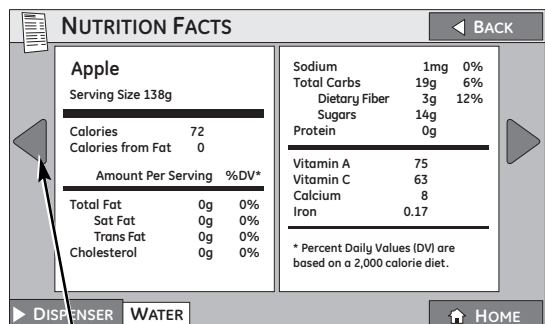 NUTRITION FACTS
BACK
Apple
Serving Size 138g
Calories 72
Calories from Fat 0
Amount Per Serving %DV*
Total Fat 0g 0%
Sat Fat 0g 0%
Trans Fat 0g 0%
Cholesterol 0g 0%
Sodium 1mg 0%
Total Carbs 19g 6%
Dietary Fiber 3g 12%
Sugars 14g
Protein 0g
Vitamin A 75
Vitamin C 63
Calcium 8
Iron 0.17
* Percent Daily Values (DV) are
based on a 2,000 calorie diet.
DISPENSER WATER
HOME